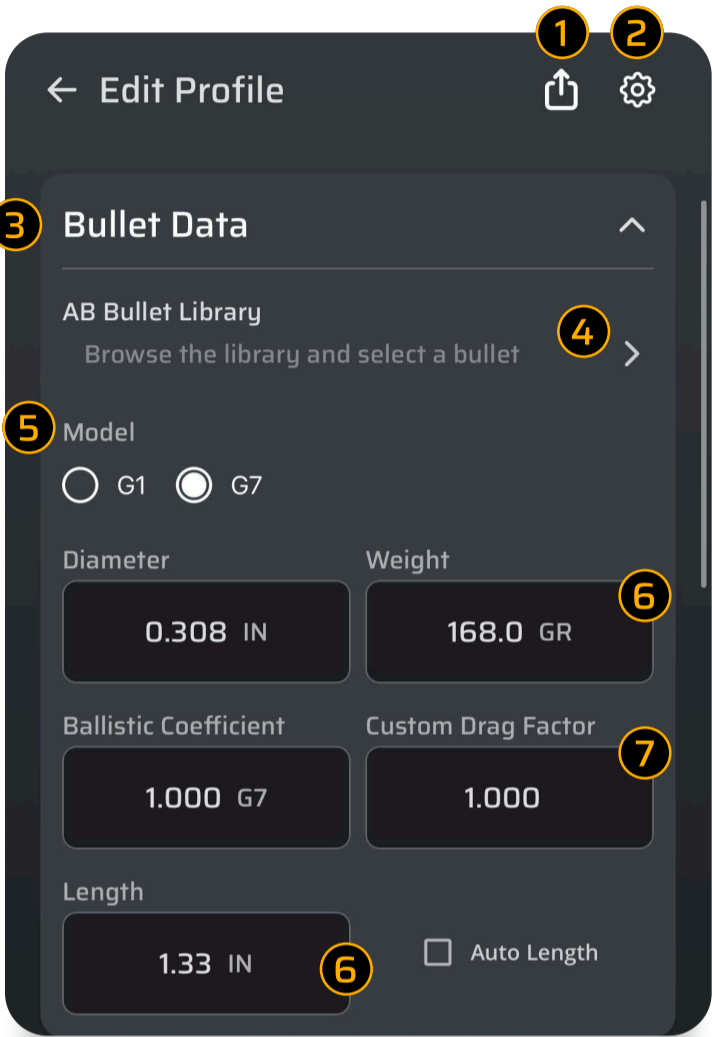 1 2
Edit Profile
3 Bullet Data
AB Bullet Library
4
Browse the library and select a bullet
5 Model
G1 G7
Diameter Weight
6
0.308 IN 168.0 GR
Ballistic Coefficient Custom Drag Factor
7
1.000 G7 1.000
Length
1.33 IN 6 Auto Length